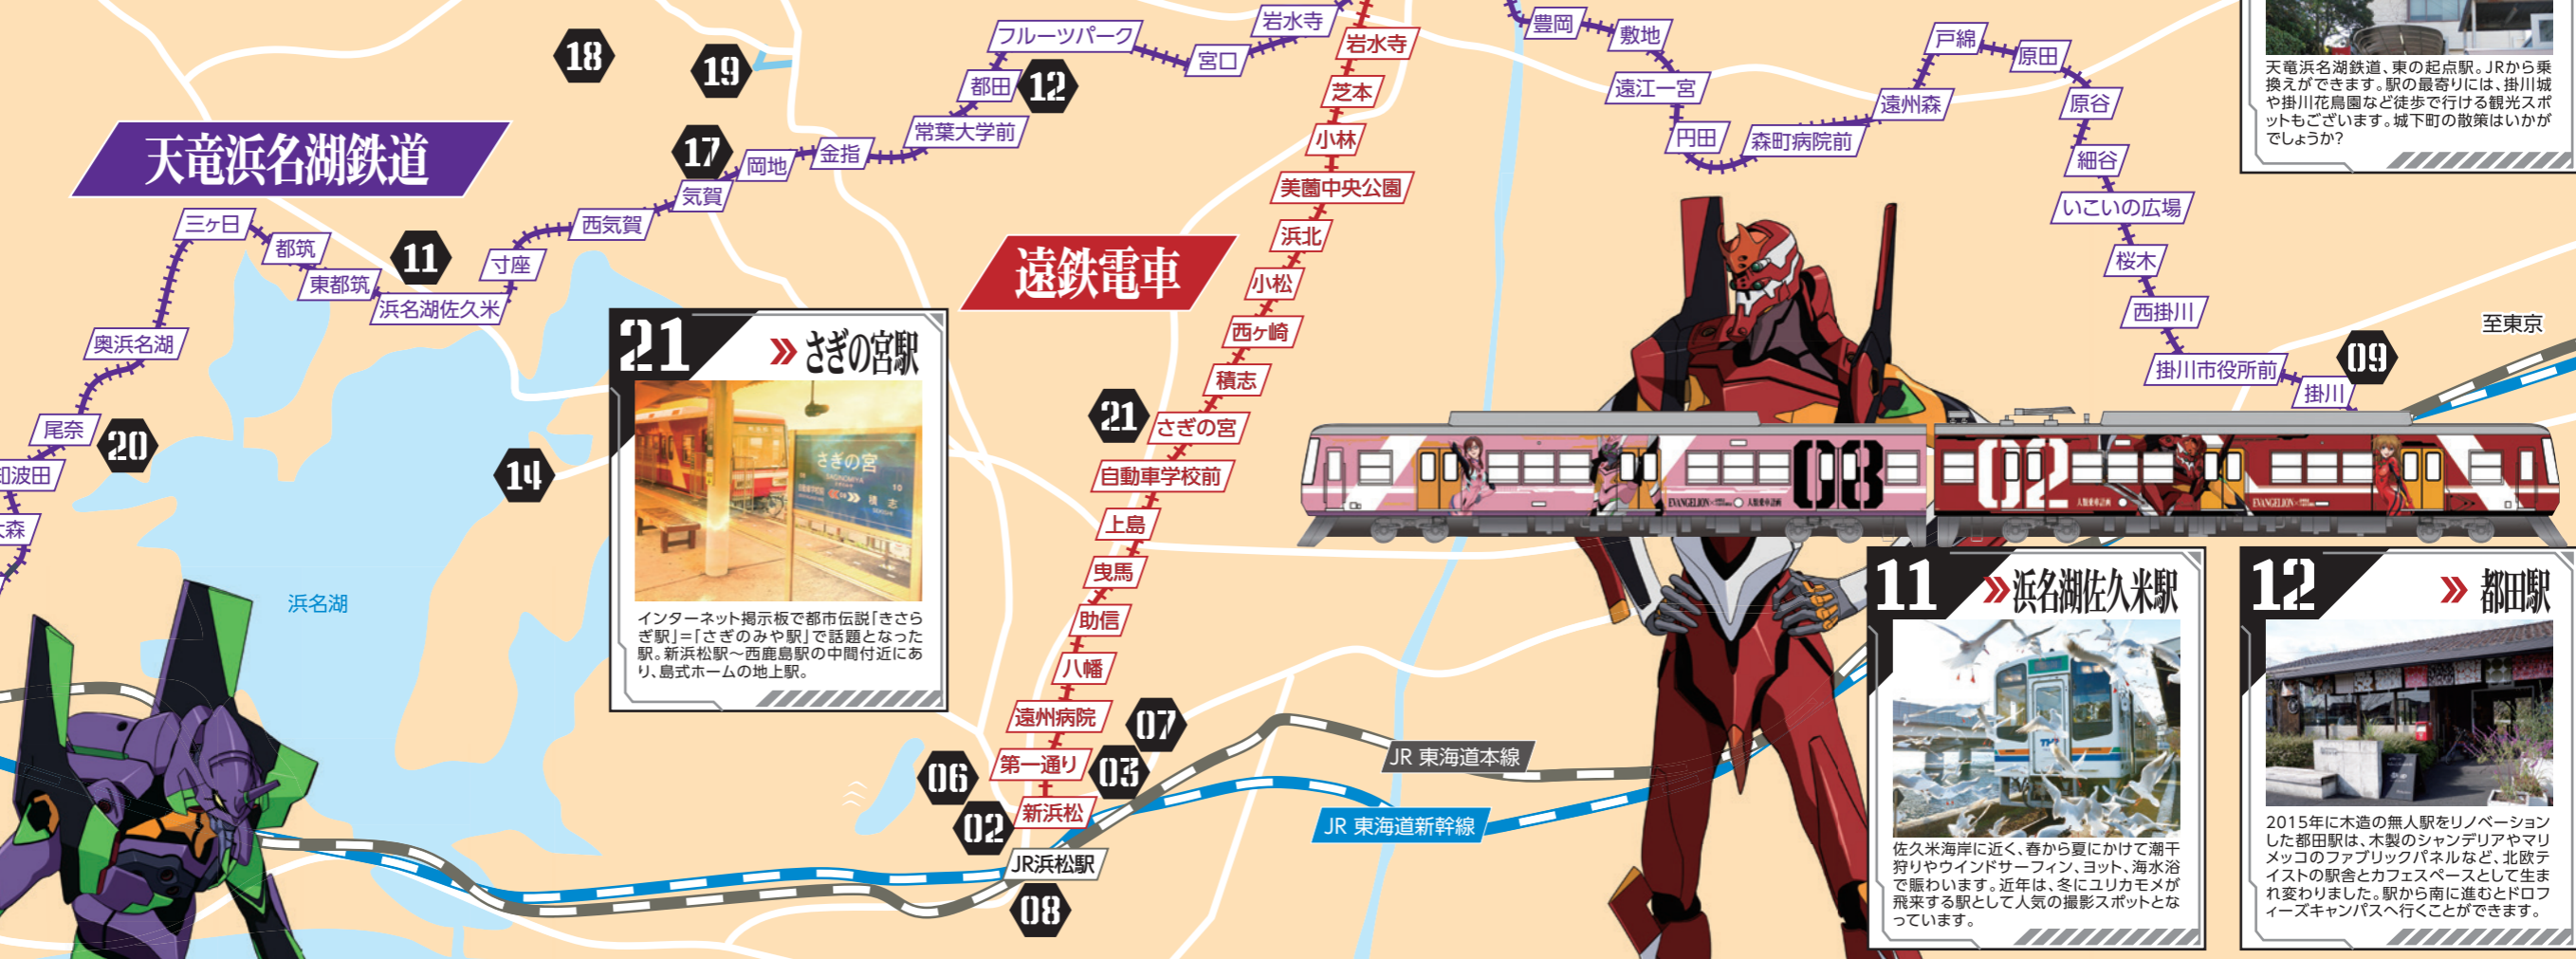 天竜浜名湖鉄道
遠鉄電車
18
19
17
12
11
20
14
21
09
07
06
03
02
08
フルーツパーク
宮口
岩水寺
都田
常葉大学前
金指
岡地
気賀
西気賀
寸座
浜名湖佐久米
東都筑
都筑
三ヶ日
奥浜名湖
尾奈
知波田
大森
浜名湖
岩水寺
芝本
小林
美薗中央公園
浜北
小松
西ヶ崎
積志
さぎの宮
自動車学校前
上島
曳馬
助信
八幡
遠州病院
第一通り
新浜松
JR浜松駅
豊岡
敷地
遠江一宮
円田
森町病院前
遠州森
戸綿
原田
原谷
細谷
いこいの広場
桜木
西掛川
掛川市役所前
掛川
至東京
JR 東海道本線
JR 東海道新幹線
天竜浜名湖鉄道、東の起点駅。JRから乗
換えができます。駅の最寄りには、掛川城
や掛川花鳥園など徒歩で行ける観光スポ
ットもございます。城下町の散策はいかが
でしょうか?
21
さぎの宮駅
さぎの宮
SAGINOMIYA
積志
インターネット掲示板で都市伝説「きさら
ぎ駅」=「さぎのみや駅」で話題となった
駅。新浜松駅～西鹿島駅の中間付近にあ
り、島式ホームの地上駅。
08
EVANGELION
02
EVANGELION
11
浜名湖佐久米駅
佐久米海岸に近く、春から夏にかけて潮干
狩りやウインドサーフィン、ヨット、海水浴
で賑わいます。近年は、冬にユリカモメが
飛来する駅として人気の撮影スポットとな
っています。
12
都田駅
2015年に木造の無人駅をリノベーション
した都田駅は、木製のシャンデリアやマリ
メッコのファブリックパネルなど、北欧テ
イストの駅舎とカフェスペースとして生ま
れ変わりました。駅から南に進むとドロフ
ィーズキャンパスへ行くことができます。